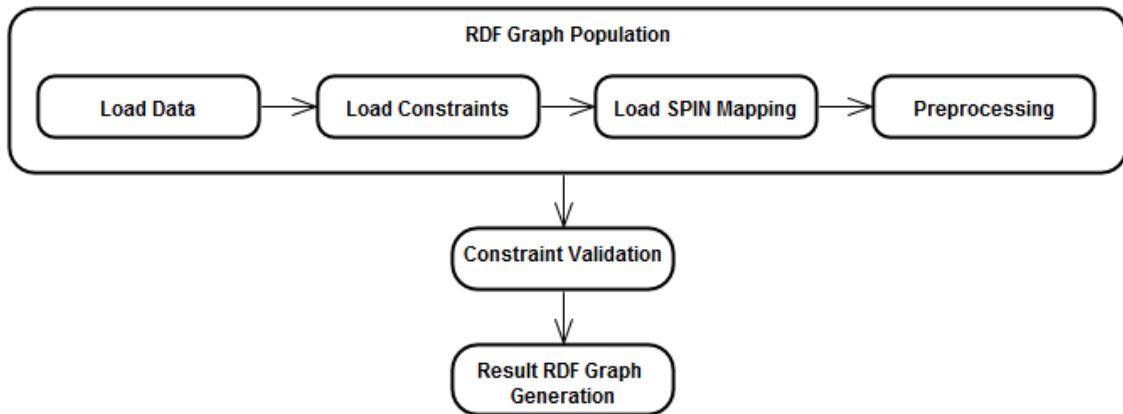 RDF Graph Population
Load Data
Load Constraints
Load SPIN Mapping
Preprocessing
Constraint Validation
Result RDF Graph
Generation